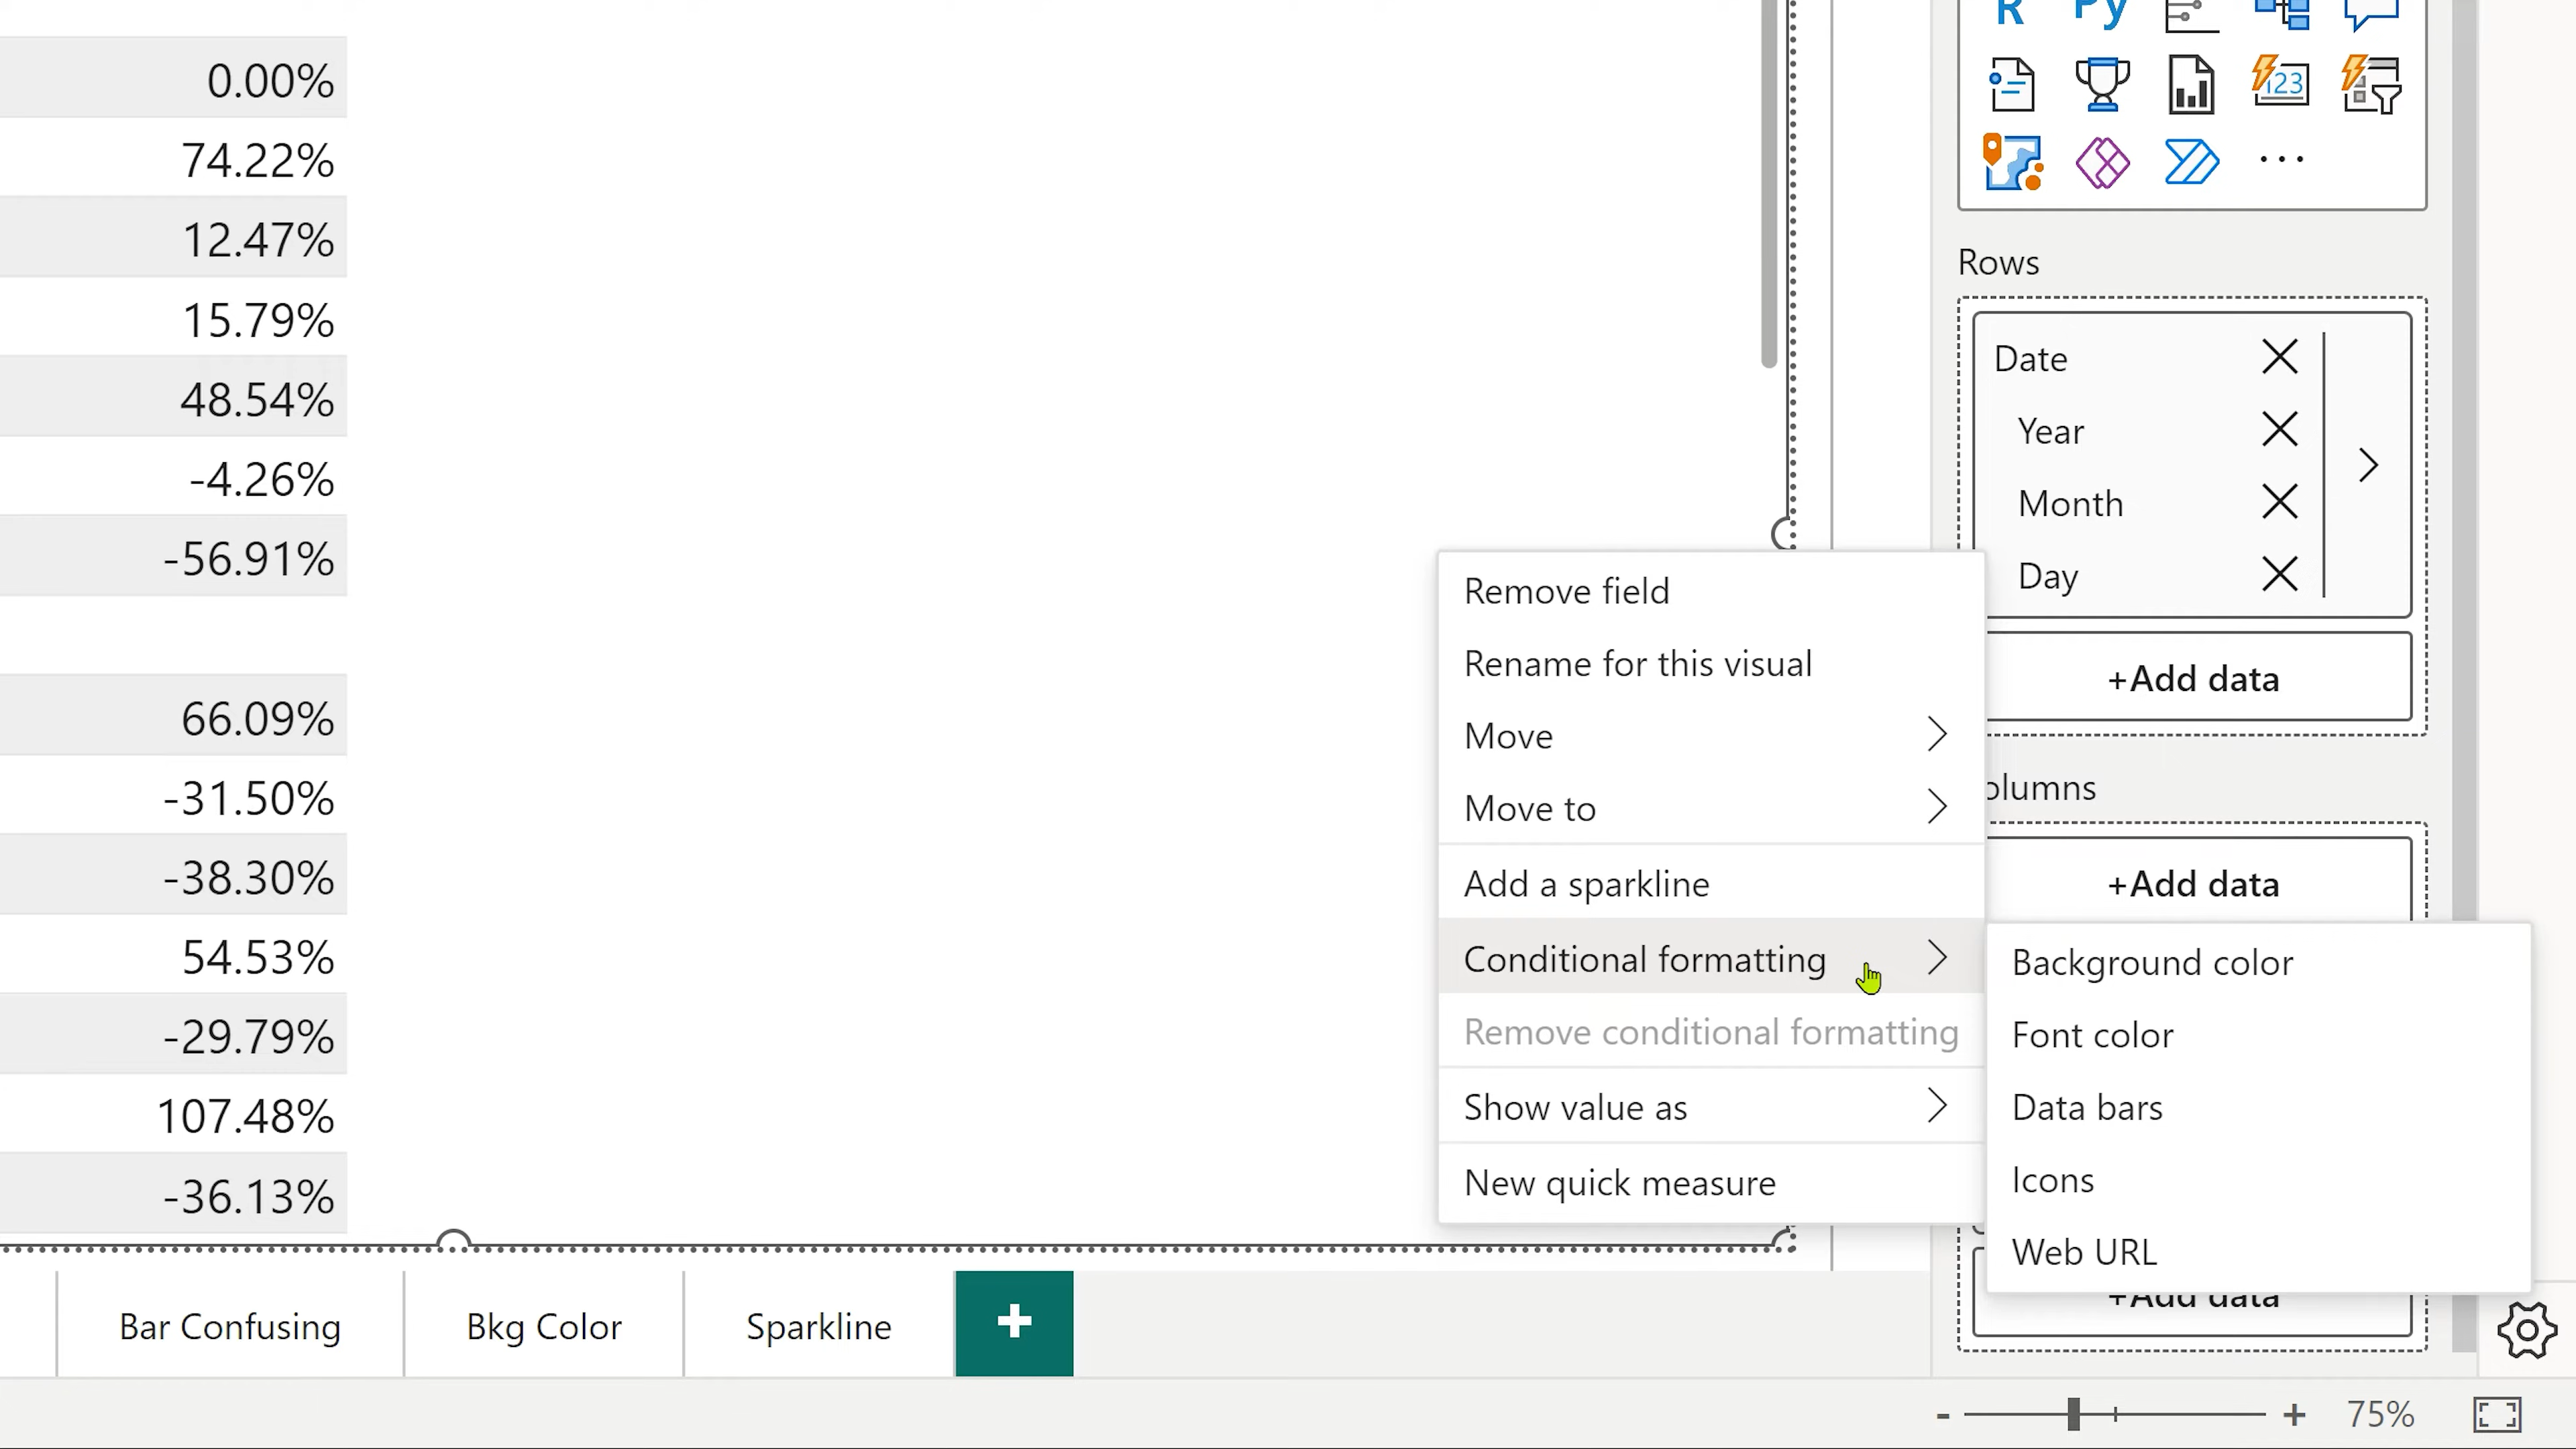 0.00%
74.22%
12.47%
15.79%
48.54%
-4.26%
-56.91%
66.09%
-31.50%
-38.30%
54.53%
-29.79%
107.48%
-36.13%
R Py
123
Rows
Date
Year
Month
Day
+Add data
olumns
+Add data
+Add data
Remove field
Rename for this visual
Move
Move to
Add a sparkline
Conditional formatting
Remove conditional formatting
Show value as
New quick measure
Background color
Font color
Data bars
Icons
Web URL
Bar Confusing
Bkg Color
Sparkline
+
- + 75%